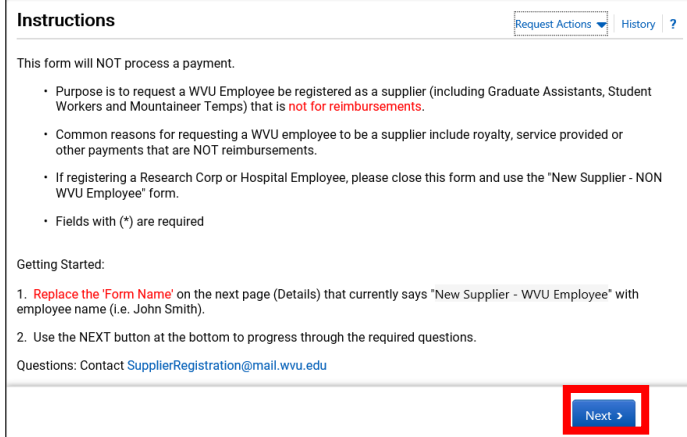 Instructions
Request Actions History ?
This form will NOT process a payment.
• Purpose is to request a WVU Employee be registered as a supplier (including Graduate Assistants, Student
Workers and Mountaineer Temps) that is not for reimbursements.
• Common reasons for requesting a WVU employee to be a supplier include royalty, service provided or
other payments that are NOT reimbursements.
• If registering a Research Corp or Hospital Employee, please close this form and use the "New Supplier - NON
WVU Employee" form.
• Fields with (*) are required
Getting Started:
1. Replace the 'Form Name' on the next page (Details) that currently says "New Supplier - WVU Employee" with
employee name (i.e. John Smith).
2. Use the NEXT button at the bottom to progress through the required questions.
Questions: Contact SupplierRegistration@mail.wvu.edu
Next >